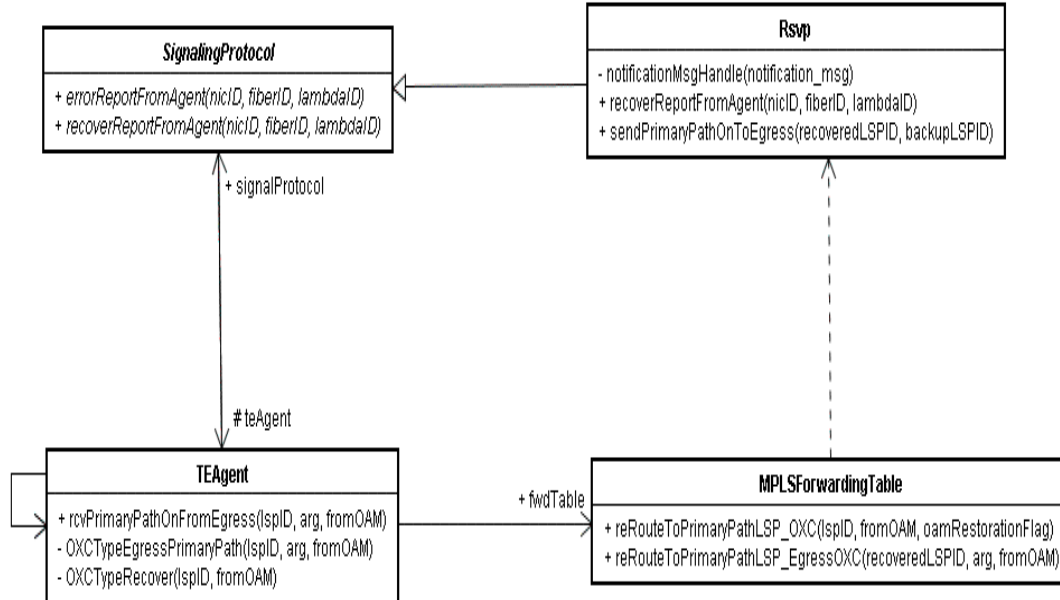 SignalingProtocol
+ errorReportFromAgent(nicID, fiberID, lambdaID)
+ recoverReportFromAgent(nicID, fiberID, lambdaID)
Rsvp
- notificationMsgHandle(notification_msg)
+ recoverReportFromAgent(nicID, fiberID, lambdaID)
+ sendPrimaryPathOnToEgress(recoveredLSPID, backupLSPID)
+ signalProtocol
# teAgent
TEAgent
+ rcvPrimaryPathOnFromEgress(lspID, arg, fromOAM)
- OXCTypeEgressPrimaryPath(lspID, arg, fromOAM)
- OXCTypeRecover(lspID, fromOAM)
+ fwdTable
MPLSForwardingTable
+ reRouteToPrimaryPathLSP_OXC(lspID, fromOAM, oamRestorationFlag)
+ reRouteToPrimaryPathLSP_EgressOXC(recoveredLSPID, arg, fromOAM)